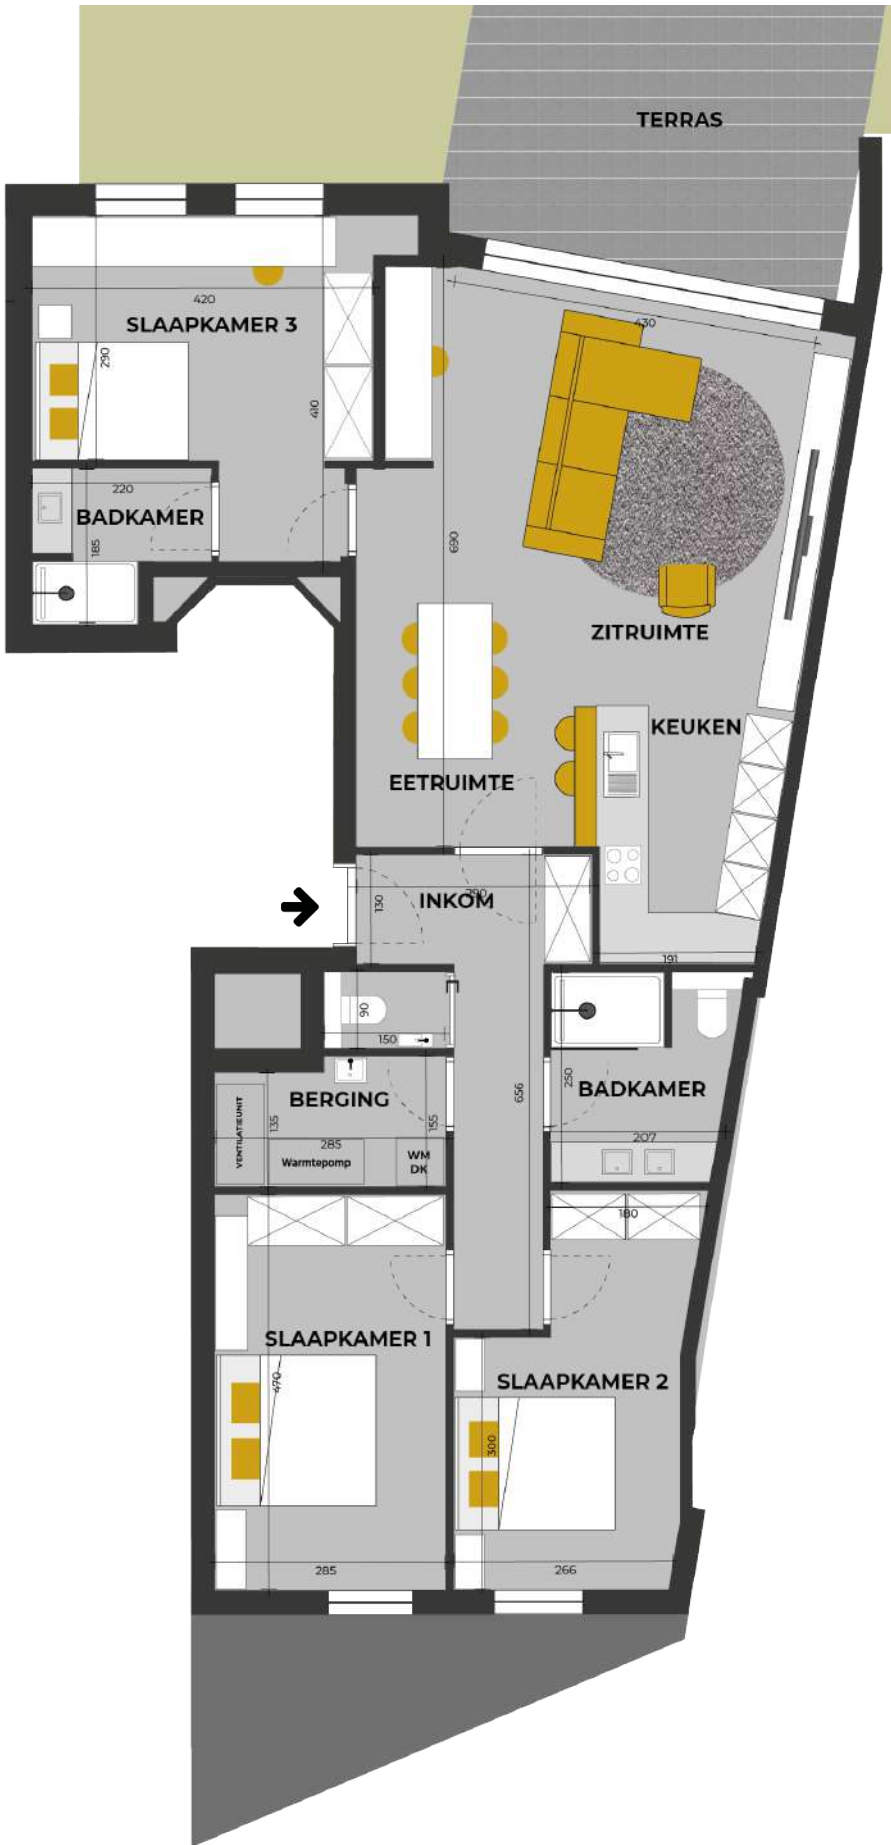 TERRAS
420
430
SLAAPKAMER 3
290
410
220
BADKAMER
185
690
ZITRUIMTE
KEUKEN
EETRUIMTE
290
INKOM
130
191
90
150
656
250
BADKAMER
BERGING
VENTILATIEUNIT
135
155
285
Warmtepomp
WM
DK
207
180
SLAAPKAMER 1
470
SLAAPKAMER 2
300
285
266